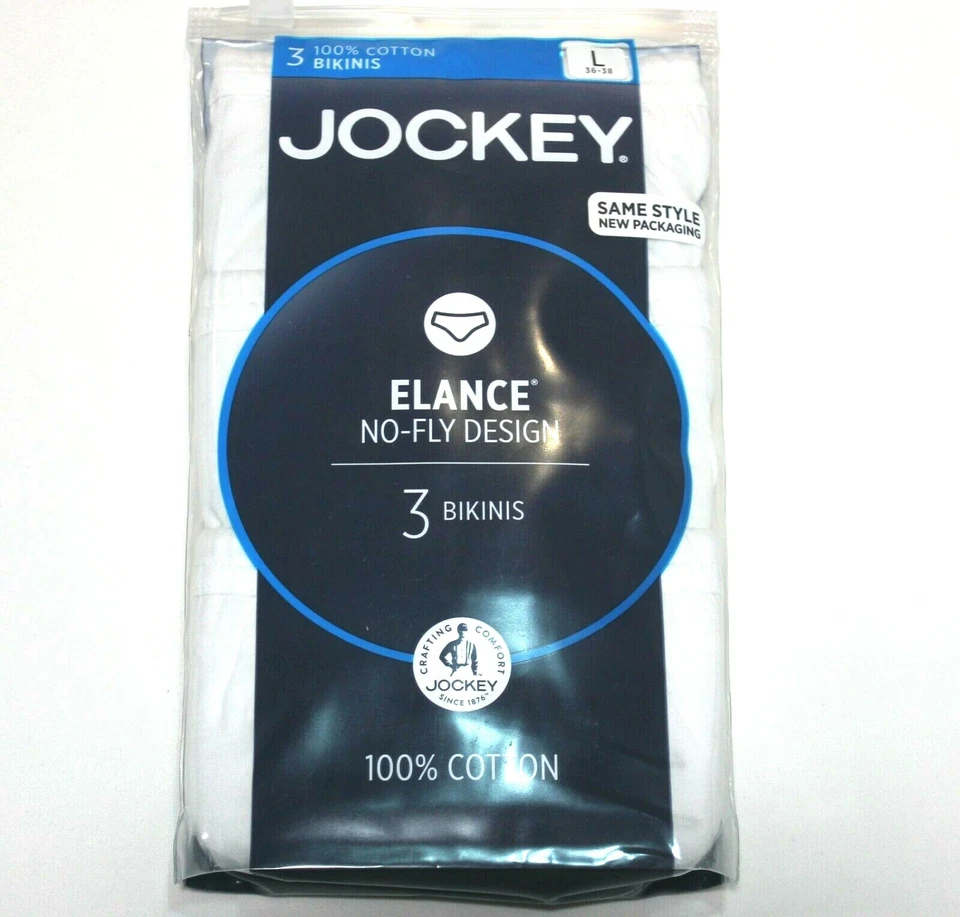 3 100% COTTON
BIKINIS
L
36-38
JOCKEY®
SAME STYLE
NEW PACKAGING
ELANCE®
NO-FLY DESIGN
3 BIKINIS
CRAFTING COMFORT
JOCKEY
SINCE 1876™
100% COTTON